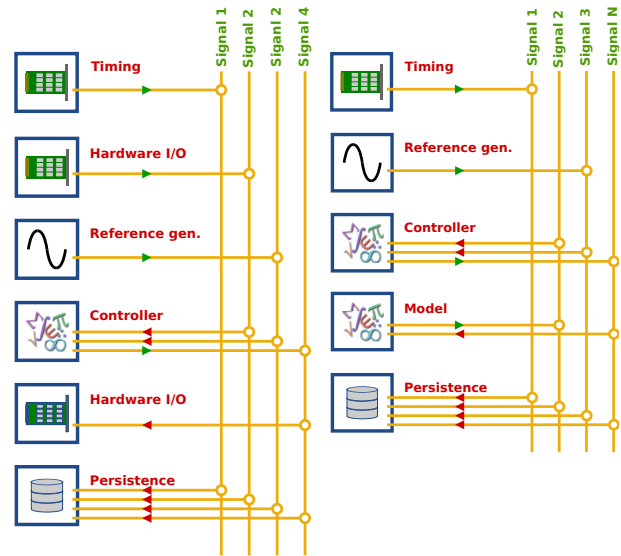 Signal 1
Signal 2
Siganl 2
Signal 4
Timing
Hardware I/O
Reference gen.
Controller
Hardware I/O
Persistence
Signal 1
Signal 2
Signal 3
Signal N
Timing
Reference gen.
Controller
Model
Persistence